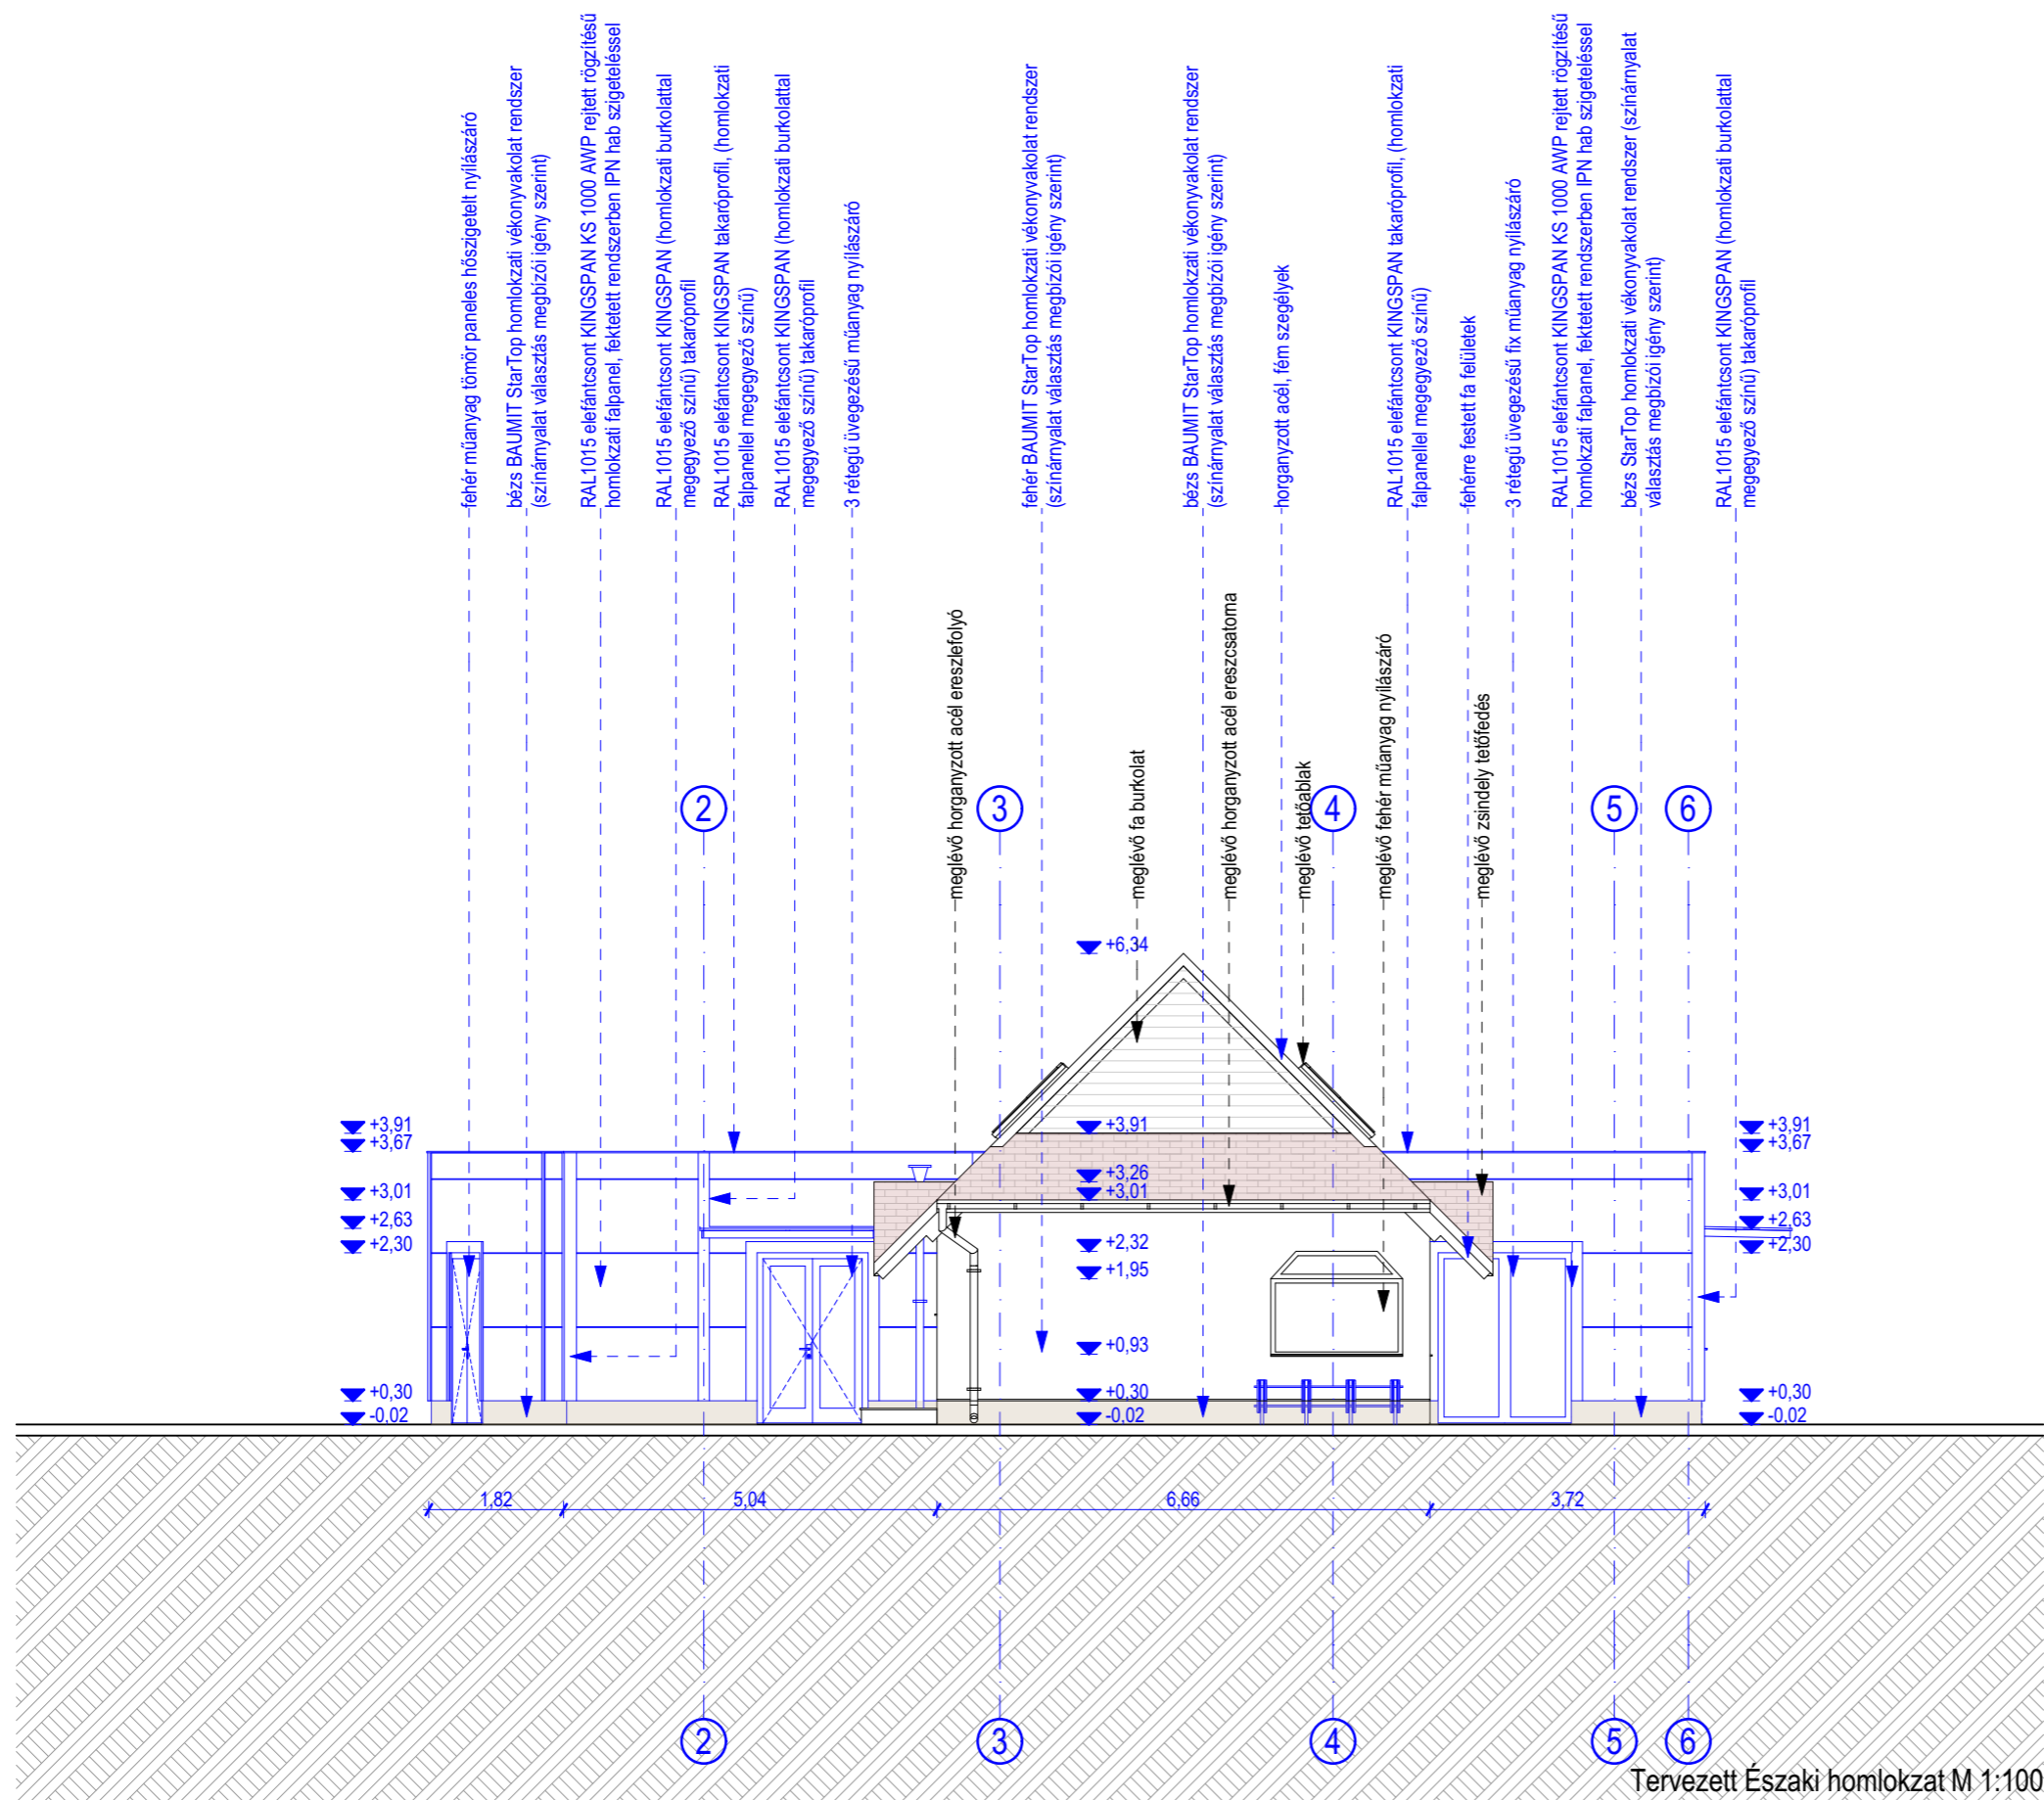 fehér műanyag tömör paneles hőszigetelt nyílászáró
bézs BAUMIT StarTop homlokzati vékonyvakolat rendszer
(színárnyalat választás megbízói igény szerint)
RAL1015 elefántcsont KINGSPAN KS 1000 AWP rejtett rögzítésű
homlokzati falpanel, fektetett rendszerben IPN hab szigeteléssel
RAL1015 elefántcsont KINGSPAN (homlokzati burkolattal
megegyező színű) takaróprofil
RAL1015 elefántcsont KINGSPAN takaróprofil, (homlokzati
falpanellel megegyező színű)
RAL1015 elefántcsont KINGSPAN (homlokzati burkolattal
megegyező színű) takaróprofil
3 rétegű üvegezésű műanyag nyílászáró
fehér BAUMIT StarTop homlokzati vékonyvakolat rendszer
(színárnyalat választás megbízói igény szerint)
bézs BAUMIT StarTop homlokzati vékonyvakolat rendszer
(színárnyalat választás megbízói igény szerint)
horganyzott acél, fém szegélyek
RAL1015 elefántcsont KINGSPAN takaróprofil, (homlokzati
falpanellel megegyező színű)
fehérre festett fa felületek
3 rétegű üvegezésű fix műanyag nyílászáró
RAL1015 elefántcsont KINGSPAN KS 1000 AWP rejtett rögzítésű
homlokzati falpanel, fektetett rendszerben IPN hab szigeteléssel
bézs StarTop homlokzati vékonyvakolat rendszer (színárnyalat
választás megbízói igény szerint)
RAL1015 elefántcsont KINGSPAN (homlokzati burkolattal
megegyező színű) takaróprofil
meglévő horganyzott acél ereszlefolyó
meglévő fa burkolat
meglévő horganyzott acél ereszcsatorna
meglévő tetőablak
meglévő fehér műanyag nyílászáró
meglévő zsindely tetőfedés
2
3
4
5
6
+6,34
+3,91
+3,67
+3,01
+2,63
+2,30
+0,30
-0,02
+3,91
+3,26
+3,01
+2,32
+1,95
+0,93
+0,30
-0,02
+3,91
+3,67
+3,01
+2,63
+2,30
+0,30
-0,02
1,82
5,04
6,66
3,72
2
3
4
5
6
Tervezett Északi homlokzat M 1:100